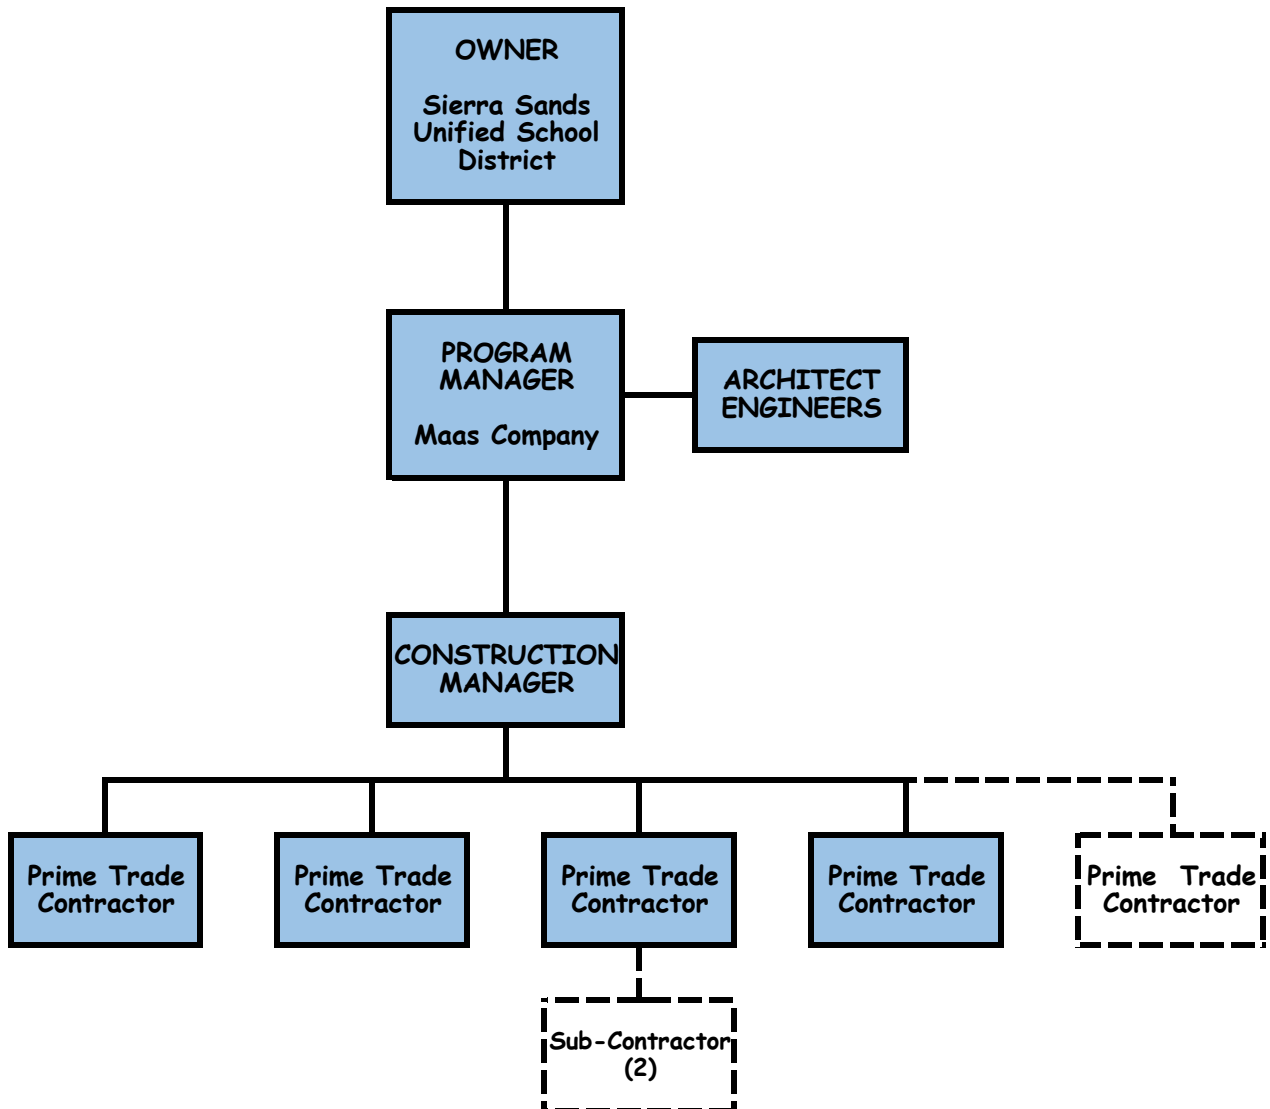 OWNER
Sierra Sands
Unified School
District
PROGRAM
MANAGER
Maas Company
ARCHITECT
ENGINEERS
CONSTRUCTION
MANAGER
Prime Trade
Contractor
Prime Trade
Contractor
Prime Trade
Contractor
Prime Trade
Contractor
Prime Trade
Contractor
Sub-Contractor
(2)